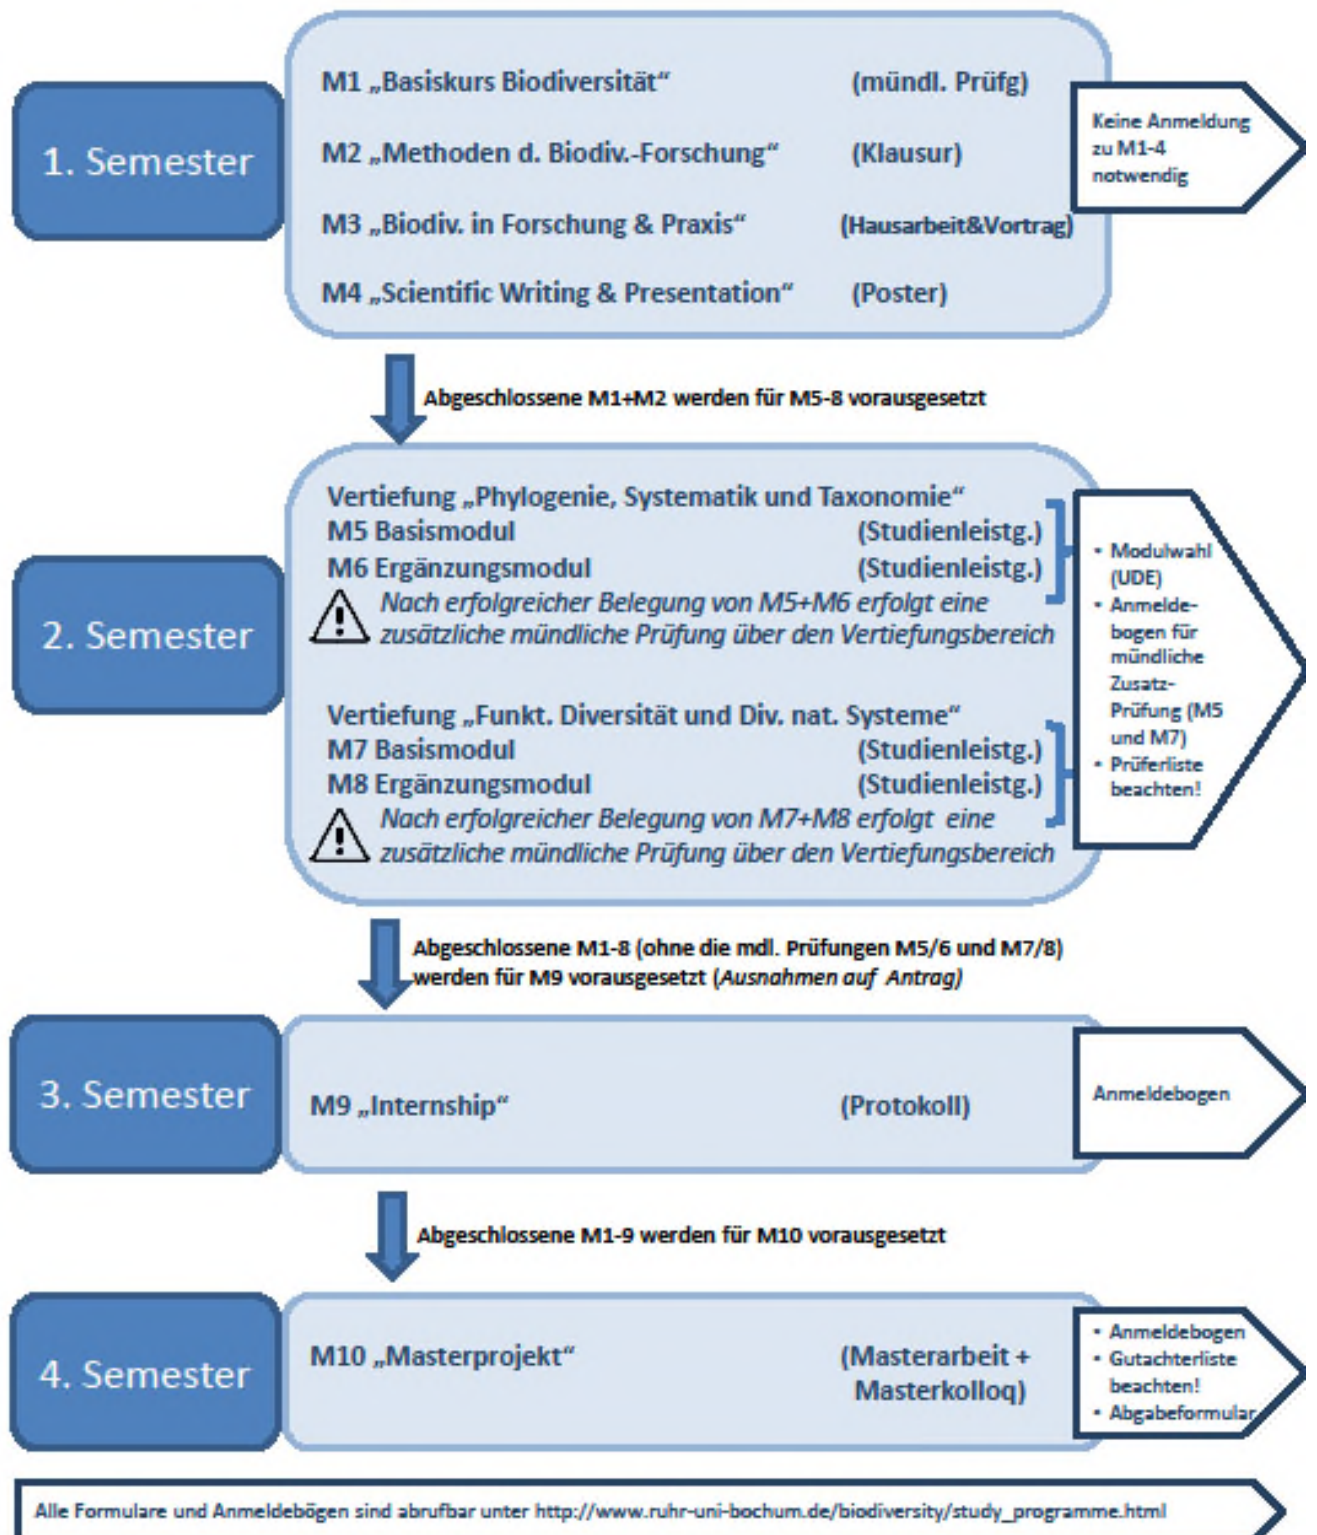 1. Semester
M1 „Basiskurs Biodiversität“ (mündl. Prüfg)
M2 „Methoden d. Biodiv.-Forschung“ (Klausur)
M3 „Biodiv. in Forschung & Praxis“ (Hausarbeit&Vortrag)
M4 „Scientific Writing & Presentation“ (Poster)
Keine Anmeldung
zu M1-4
notwendig
Abgeschlossene M1+M2 werden für M5-8 vorausgesetzt
2. Semester
Vertiefung „Phylogenie, Systematik und Taxonomie“
M5 Basismodul (Studienleistg.)
M6 Ergänzungsmodul (Studienleistg.)
Nach erfolgreicher Belegung von M5+M6 erfolgt eine
zusätzliche mündliche Prüfung über den Vertiefungsbereich
Vertiefung „Funkt. Diversität und Div. nat. Systeme“
M7 Basismodul (Studienleistg.)
M8 Ergänzungsmodul (Studienleistg.)
Nach erfolgreicher Belegung von M7+M8 erfolgt eine
zusätzliche mündliche Prüfung über den Vertiefungsbereich
• Modulwahl
(UDE)
• Anmelde-
bogen für
mündliche
Zusatz-
Prüfung (M5
und M7)
• Prüferliste
beachten!
Abgeschlossene M1-8 (ohne die mdl. Prüfungen M5/6 und M7/8)
werden für M9 vorausgesetzt (Ausnahmen auf Antrag)
3. Semester
M9 „Internship“ (Protokoll)
Anmeldebogen
Abgeschlossene M1-9 werden für M10 vorausgesetzt
4. Semester
M10 „Masterprojekt“ (Masterarbeit +
Masterkolloq)
• Anmeldebogen
• Gutachterliste
beachten!
• Abgabeformular
Alle Formulare und Anmeldebögen sind abrufbar unter http://www.ruhr-uni-bochum.de/biodiversity/study_programme.html